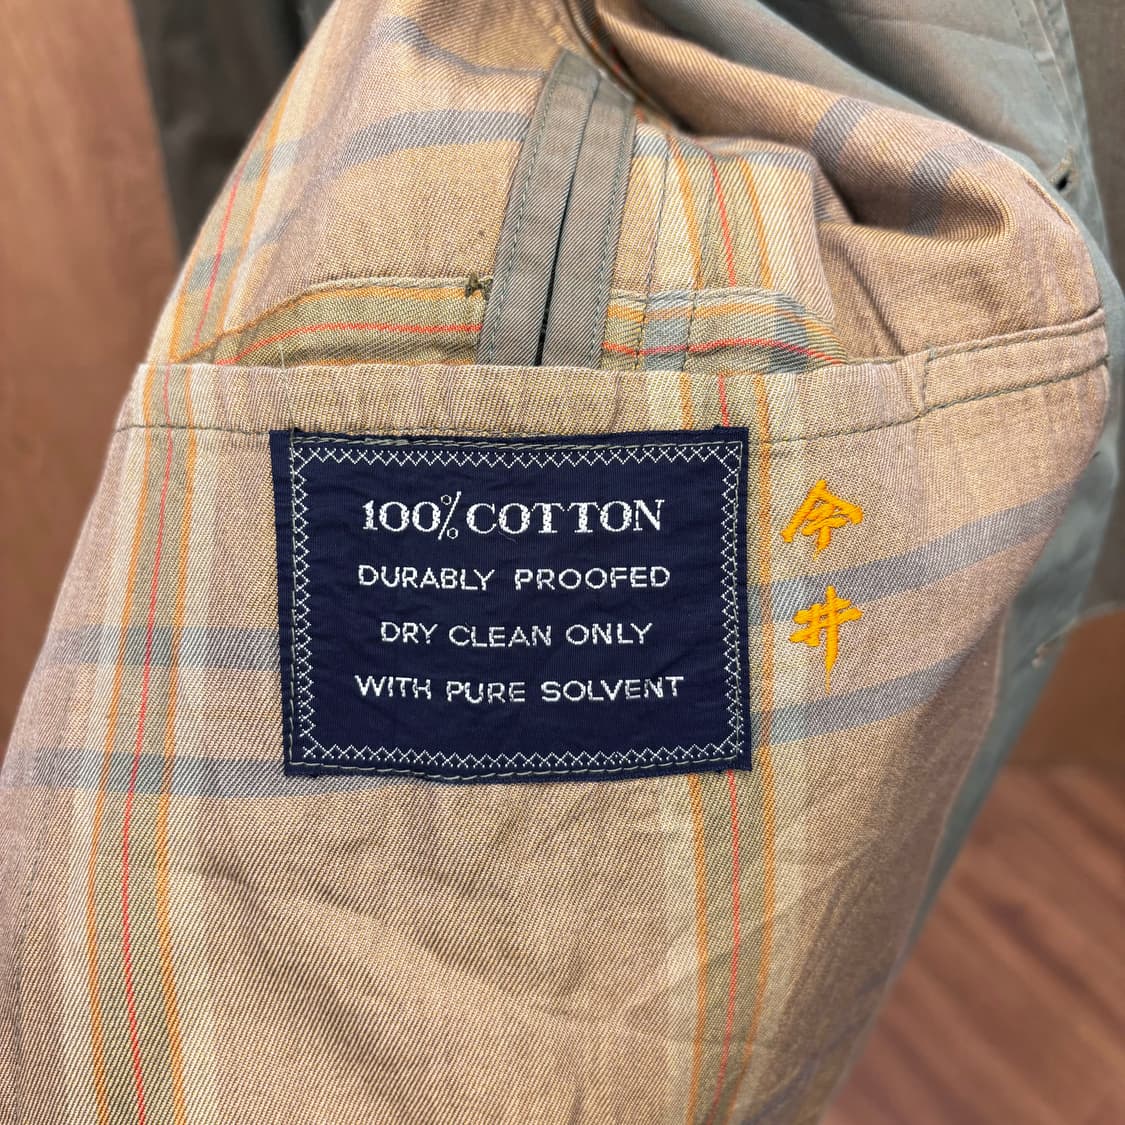 100% COTTON
DURABLY PROOFED
DRY CLEAN ONLY
WITH PURE SOLVENT
今井